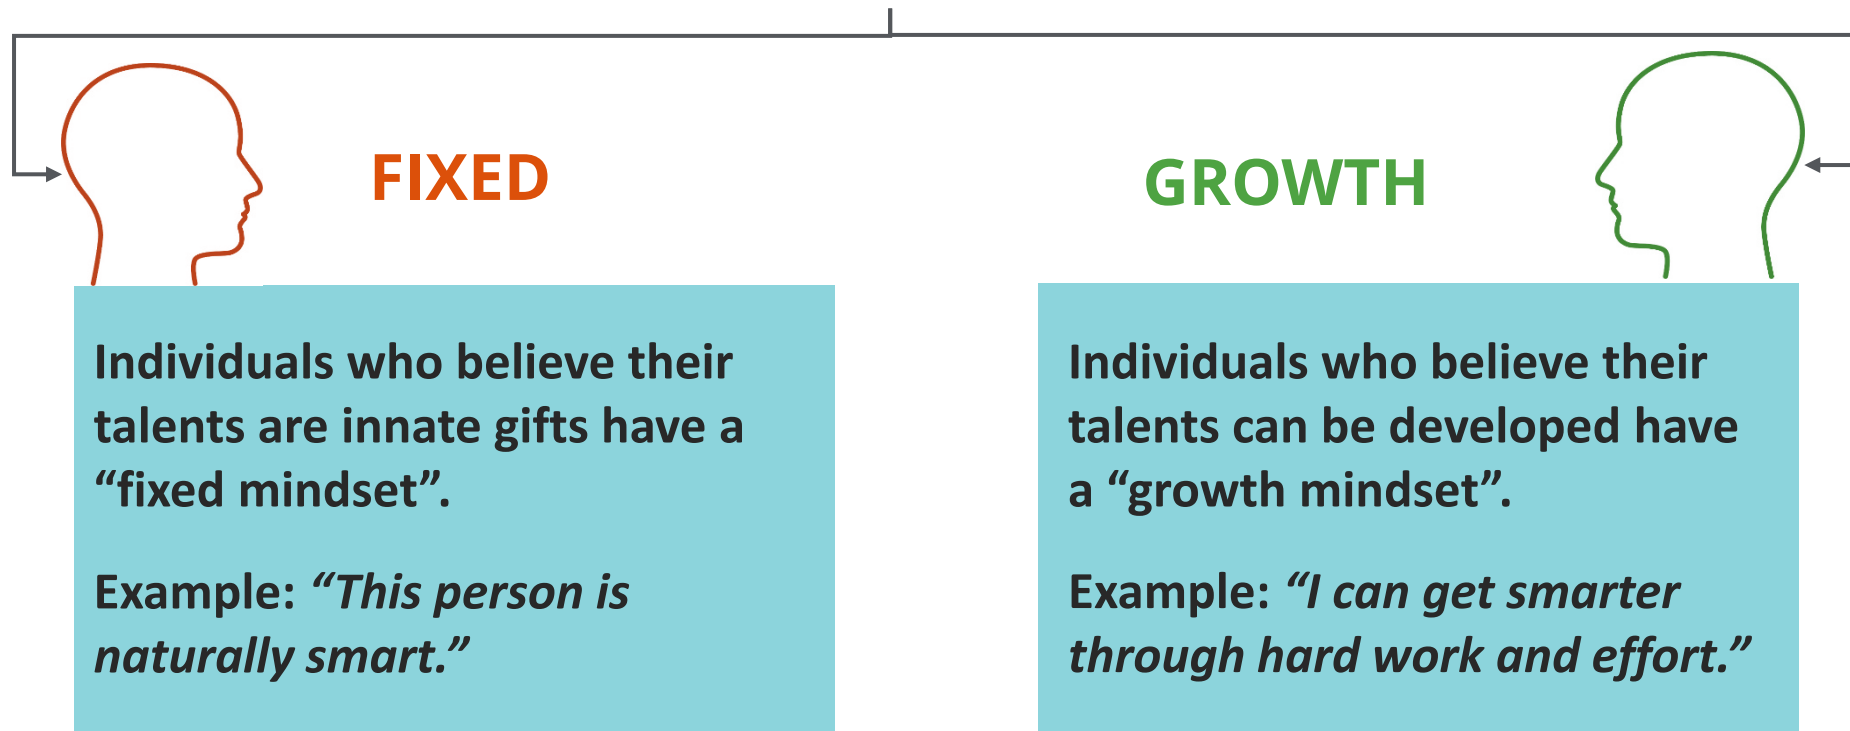 FIXED
Individuals who believe their
talents are innate gifts have a
“fixed mindset”.
Example: “This person is
naturally smart.”
GROWTH
Individuals who believe their
talents can be developed have
a “growth mindset”.
Example: “I can get smarter
through hard work and effort.”